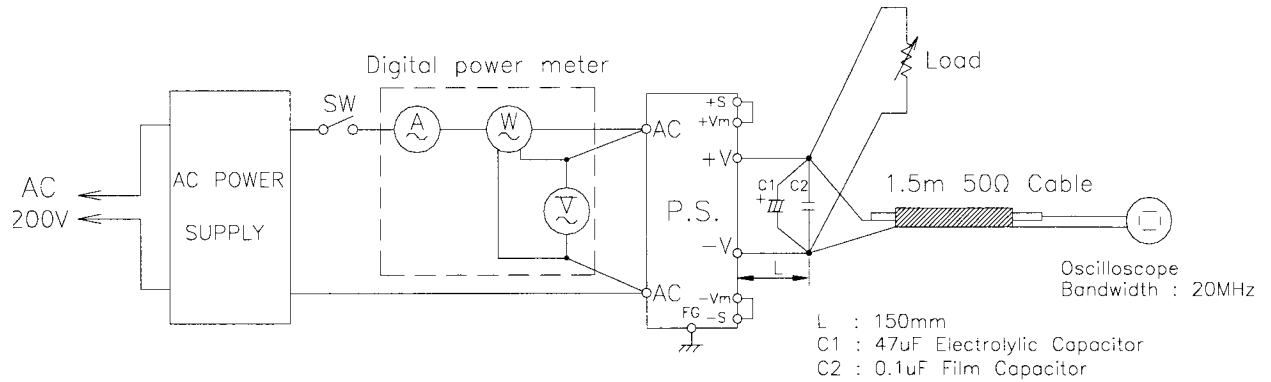 Digital power meter
SW
A
W
V
AC
200V
AC POWER
SUPPLY
AC
AC
P.S.
+S
+Vm
+V
-V
-Vm
-S
FG
C1
+
C2
L
Load
1.5m 50Ω Cable
Oscilloscope
Bandwidth : 20MHz
L : 150mm
C1 : 47uF Electrolylic Capacitor
C2 : 0.1uF Film Capacitor